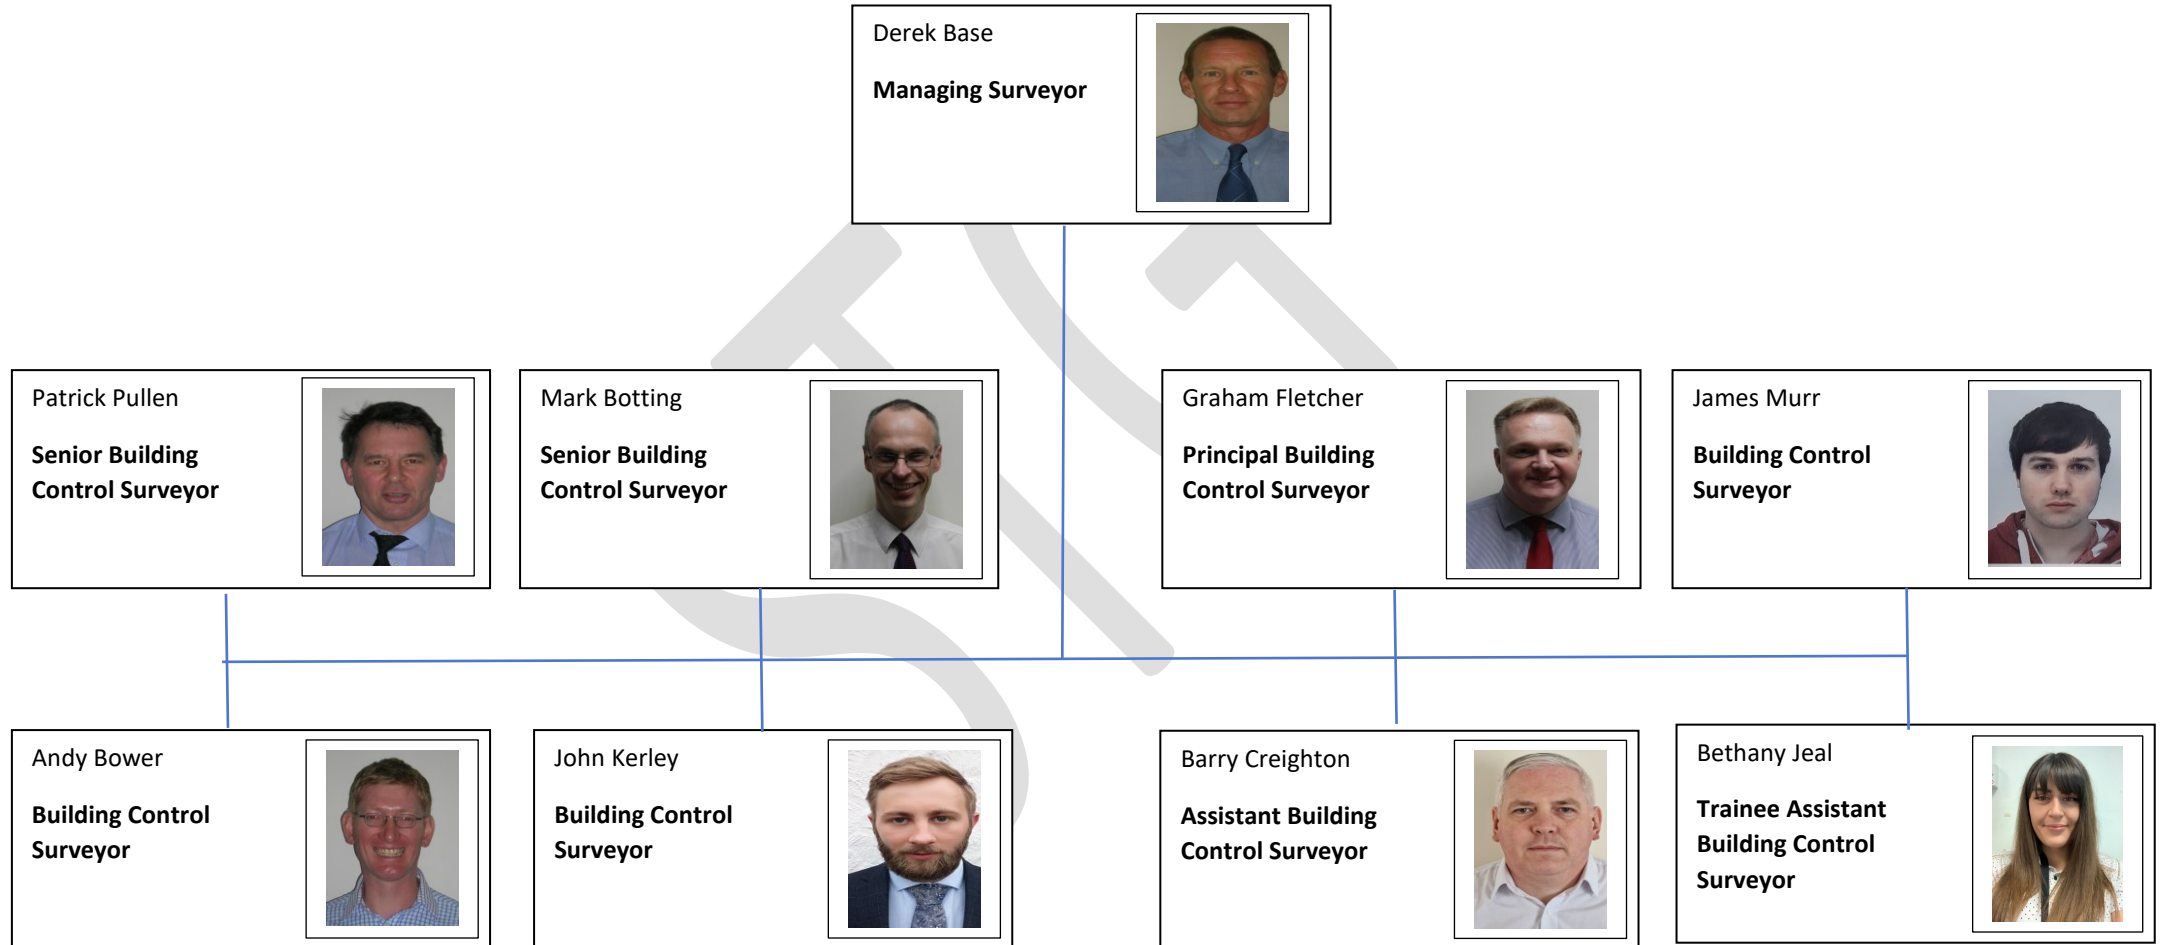 Derek Base
Managing Surveyor
Patrick Pullen
Senior Building
Control Surveyor
Mark Botting
Senior Building
Control Surveyor
Graham Fletcher
Principal Building
Control Surveyor
James Murr
Building Control
Surveyor
Andy Bower
Building Control
Surveyor
John Kerley
Building Control
Surveyor
Barry Creighton
Assistant Building
Control Surveyor
Bethany Jeal
Trainee Assistant
Building Control
Surveyor